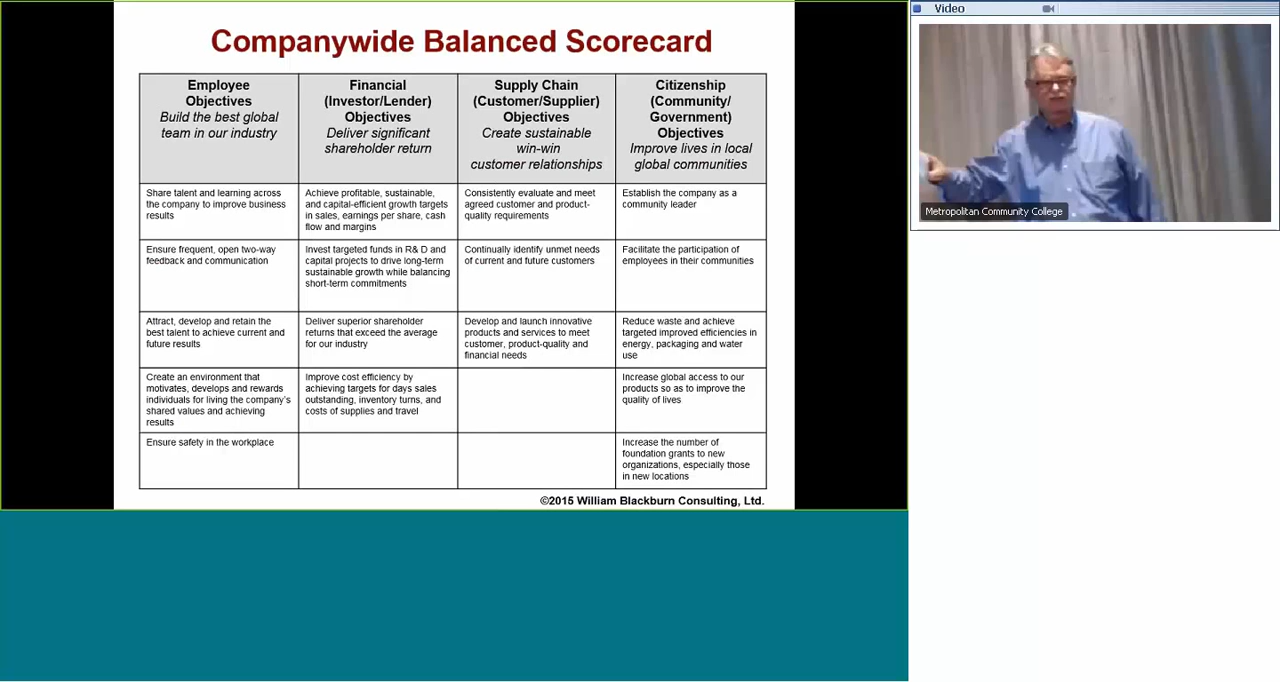 Companywide Balanced Scorecard
Employee
Objectives
Build the best global
team in our industry
Financial
(Investor/Lender)
Objectives
Deliver significant
shareholder return
Supply Chain
(Customer/Supplier)
Objectives
Create sustainable
win-win
customer relationships
Citizenship
(Community/
Government)
Objectives
Improve lives in local
global communities
Share talent and learning across
the company to improve business
results
Achieve profitable, sustainable,
and capital-efficient growth targets
in sales, earnings per share, cash
flow and margins
Consistently evaluate and meet
agreed customer and product-
quality requirements
Establish the company as a
community leader
Ensure frequent, open two-way
feedback and communication
Invest targeted funds in R& D and
capital projects to drive long-term
sustainable growth while balancing
short-term commitments
Continually identify unmet needs
of current and future customers
Facilitate the participation of
employees in their communities
Attract, develop and retain the
best talent to achieve current and
future results
Deliver superior shareholder
returns that exceed the average
for our industry
Develop and launch innovative
products and services to meet
customer, product-quality and
financial needs
Reduce waste and achieve
targeted improved efficiencies in
energy, packaging and water
use
Create an environment that
motivates, develops and rewards
individuals for living the company's
shared values and achieving
results
Improve cost efficiency by
achieving targets for days sales
outstanding, inventory turns, and
costs of supplies and travel
Increase global access to our
products so as to improve the
quality of lives
Ensure safety in the workplace
Increase the number of
foundation grants to new
organizations, especially those
in new locations
©2015 William Blackburn Consulting, Ltd.
Video
Metropolitan Community College